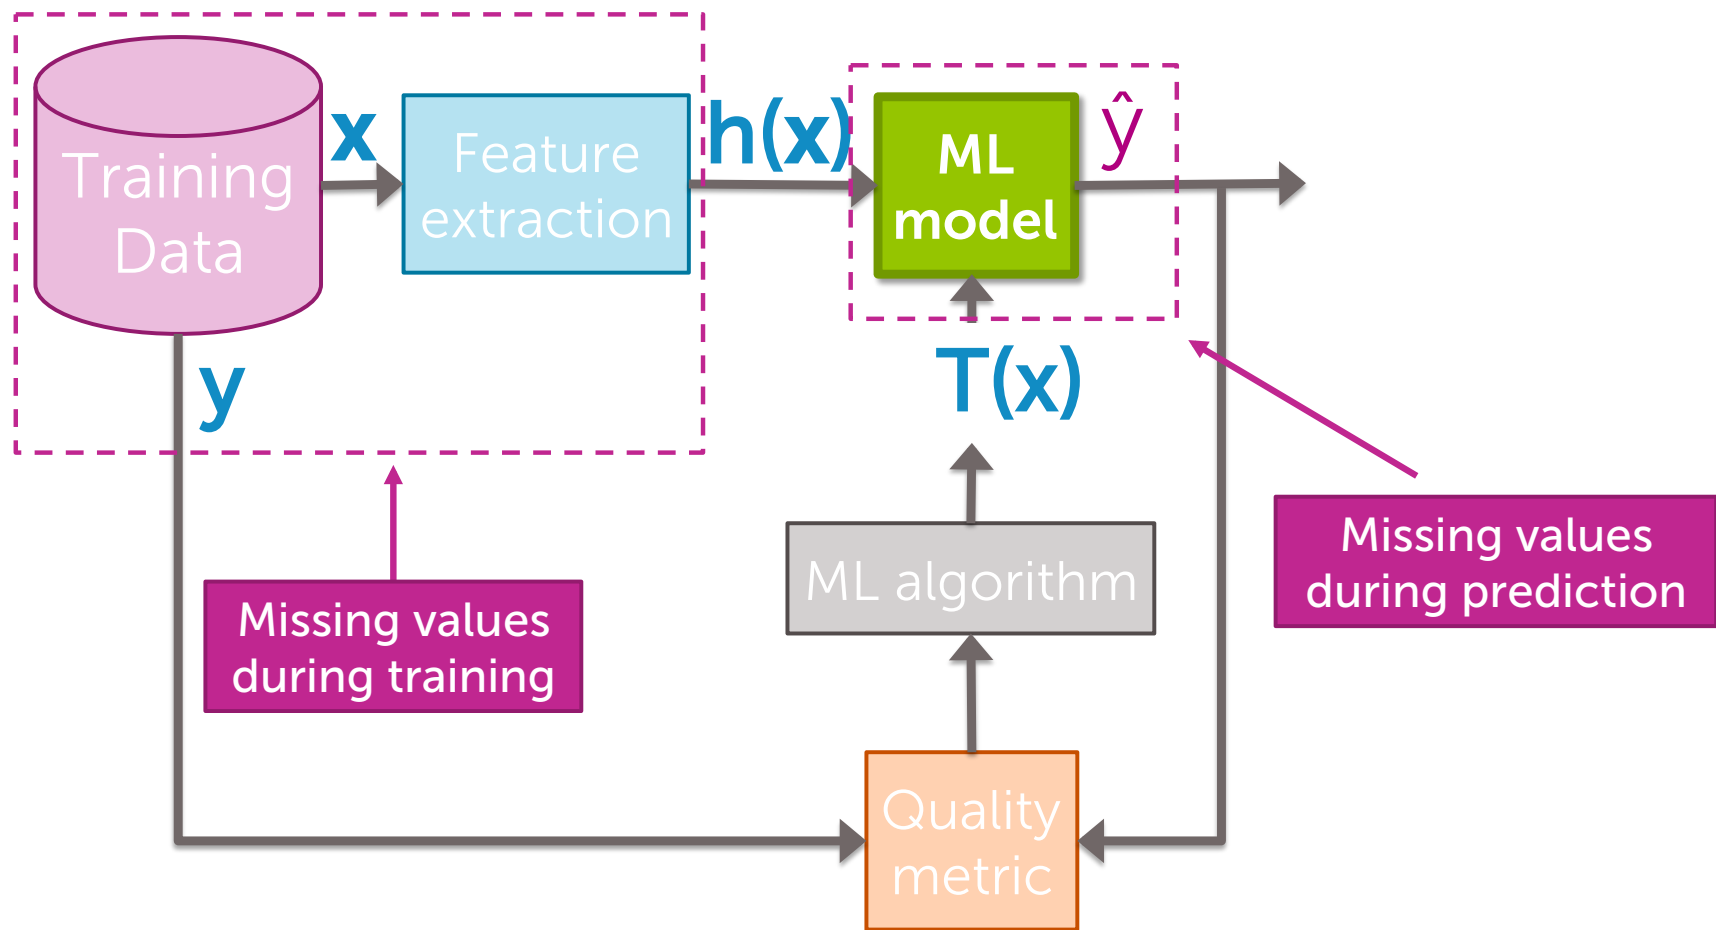 Training
Data
x
Feature
extraction
h(x)
ML
model
ŷ
y
T(x)
ML algorithm
Missing values
during training
Missing values
during prediction
Quality
metric